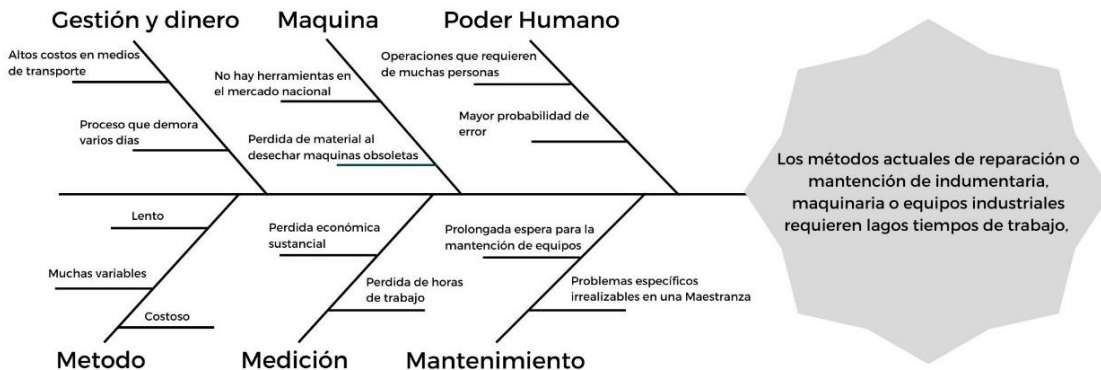 Gestión y dinero
Maquina
Poder Humano
Altos costos en medios
de transporte
Proceso que demora
varios dias
No hay herramientas en
el mercado nacional
Perdida de material al
desechar maquinas obsoletas
Operaciones que requieren
de muchas personas
Mayor probabilidad de
error
Los métodos actuales de reparación o
mantención de indumentaria,
maquinaria o equipos industriales
requieren lagos tiempos de trabajo,
Lento
Muchas variables
Costoso
Perdida económica
sustancial
Perdida de horas
de trabajo
Prolongada espera para la
mantención de equipos
Problemas específicos
irrealizables en una Maestranza
Metodo
Medición
Mantenimiento